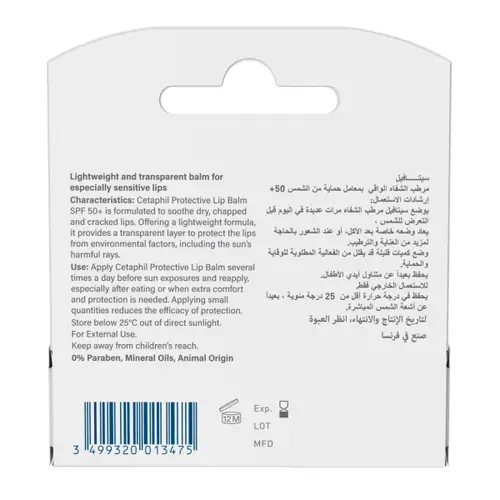 Lightweight and transparent balm for
especially sensitive lips
Characteristics: Cetaphil Protective Lip Balm
SPF 50+ is formulated to soothe dry, chapped
and cracked lips. Offering a lightweight formula,
it provides a transparent layer to protect the lips
from environmental factors, including the sun's
harmful rays.
Use: Apply Cetaphil Protective Lip Balm several
times a day before sun exposures and reapply,
especially after eating or when extra comfort
and protection is needed. Applying small
quantities reduces the efficacy of protection.
Store below 25°C out of direct sunlight.
For External Use.
Keep away from children's reach.
0% Paraben, Mineral Oils, Animal Origin
سيتـــافيل
مرطب الشفاه الواقي بمعامل حماية من الشمس 50+
إرشادات الاستعمال:
يوضع سيتافيل مرطب الشفاه مرات عديدة في اليوم قبل
التعرض للشمس ،
يعاد وضعه خاصة بعد الأكل، أو عند الشعور بالحاجة
لمزيد من العناية والترطيب.
وضع كميات قليلة قد يقلل من الفعالية المطلوبة للوقاية
والحماية.
يحفظ بعيداً عن متناول أيدي الأطفال.
للاستعمال الخارجي فقط.
يحفظ في درجة حرارة أقل من 25 درجة منوية ، بعيداً
عن أشعة الشمس المباشرة.
لتاريخ الإنتاج والانتهاء، انظر العبوة
صنع في فرنسا
3 499320 013475
12M
Exp.
LOT
MFD